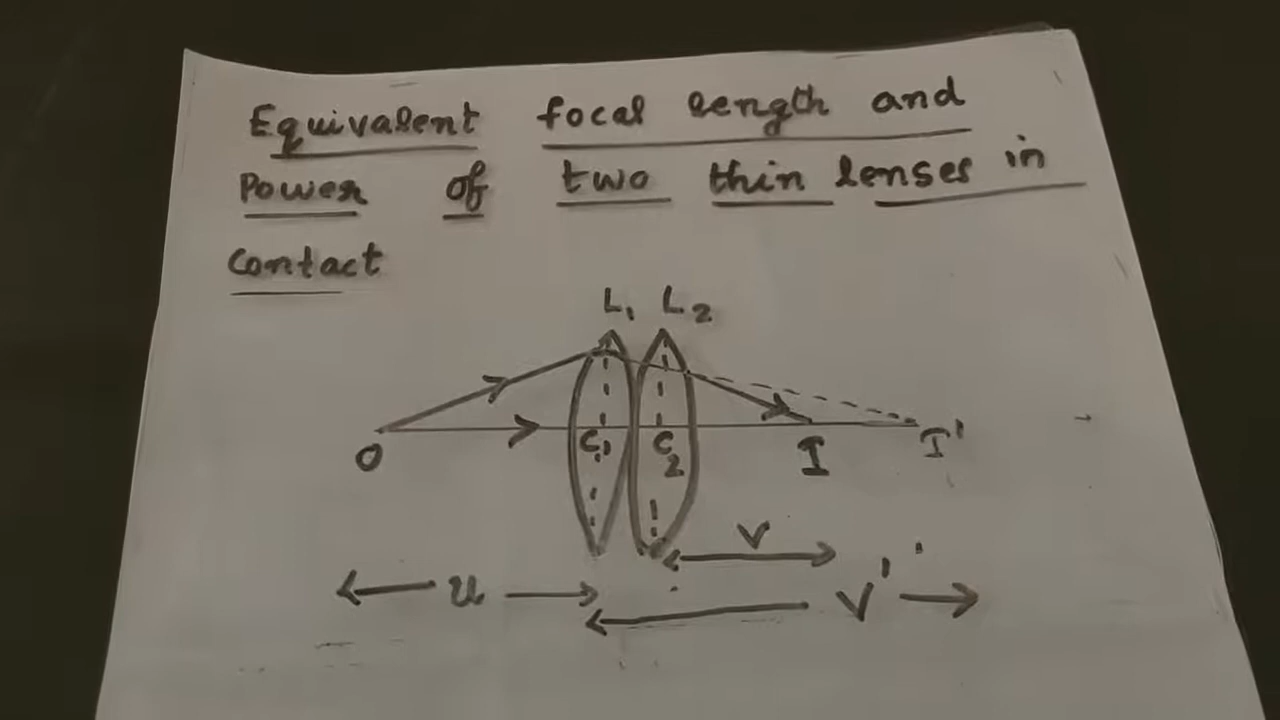 Equivalent focal length and
Power of two thin lenses in
Contact
L₁ L₂
O C₁ C₂ I I'
V
u V'